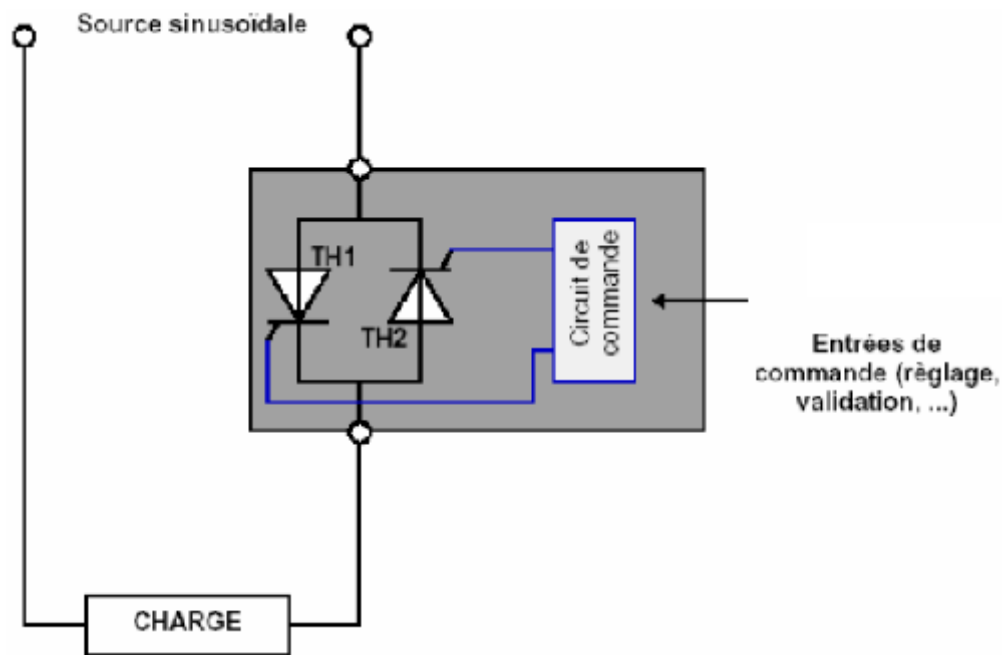 Source sinusoïdale
TH1
TH2
Circuit de
commande
Entrées de
commande (règlage,
validation, ...)
CHARGE